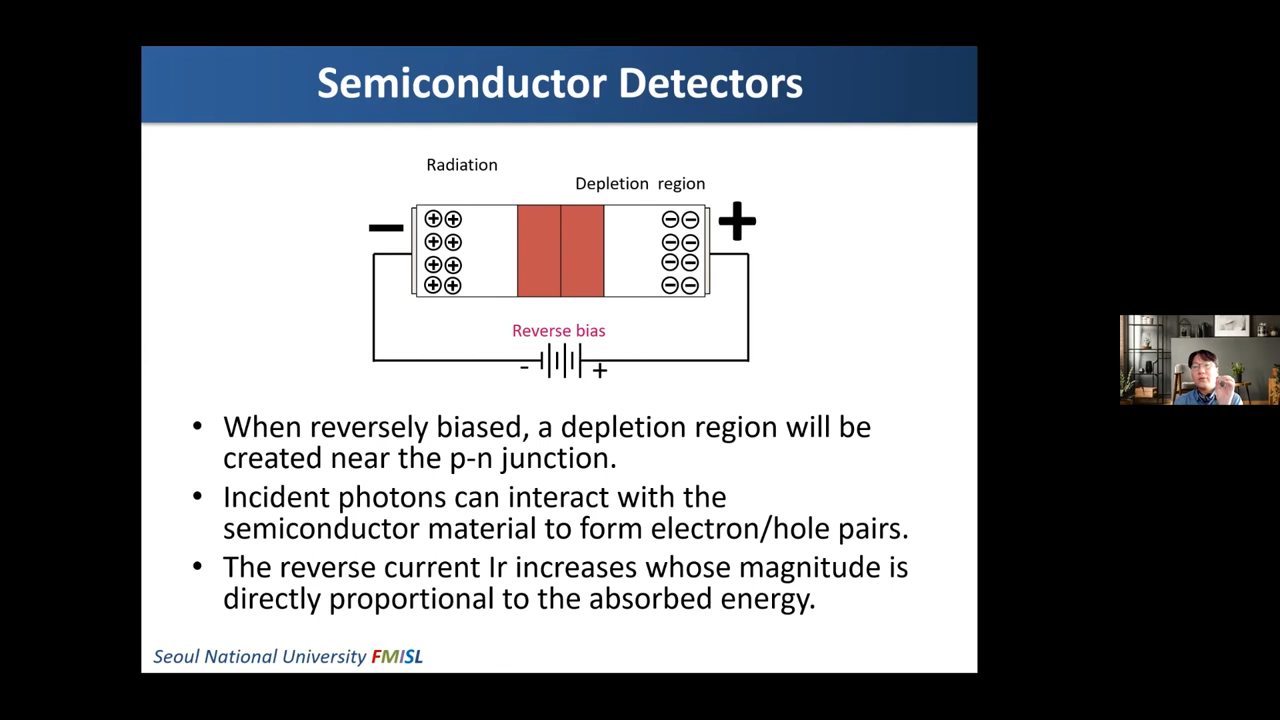 Semiconductor Detectors
Radiation
Depletion region
Reverse bias
- +
• When reversely biased, a depletion region will be
created near the p-n junction.
• Incident photons can interact with the
semiconductor material to form electron/hole pairs.
• The reverse current Ir increases whose magnitude is
directly proportional to the absorbed energy.
Seoul National University FMISL